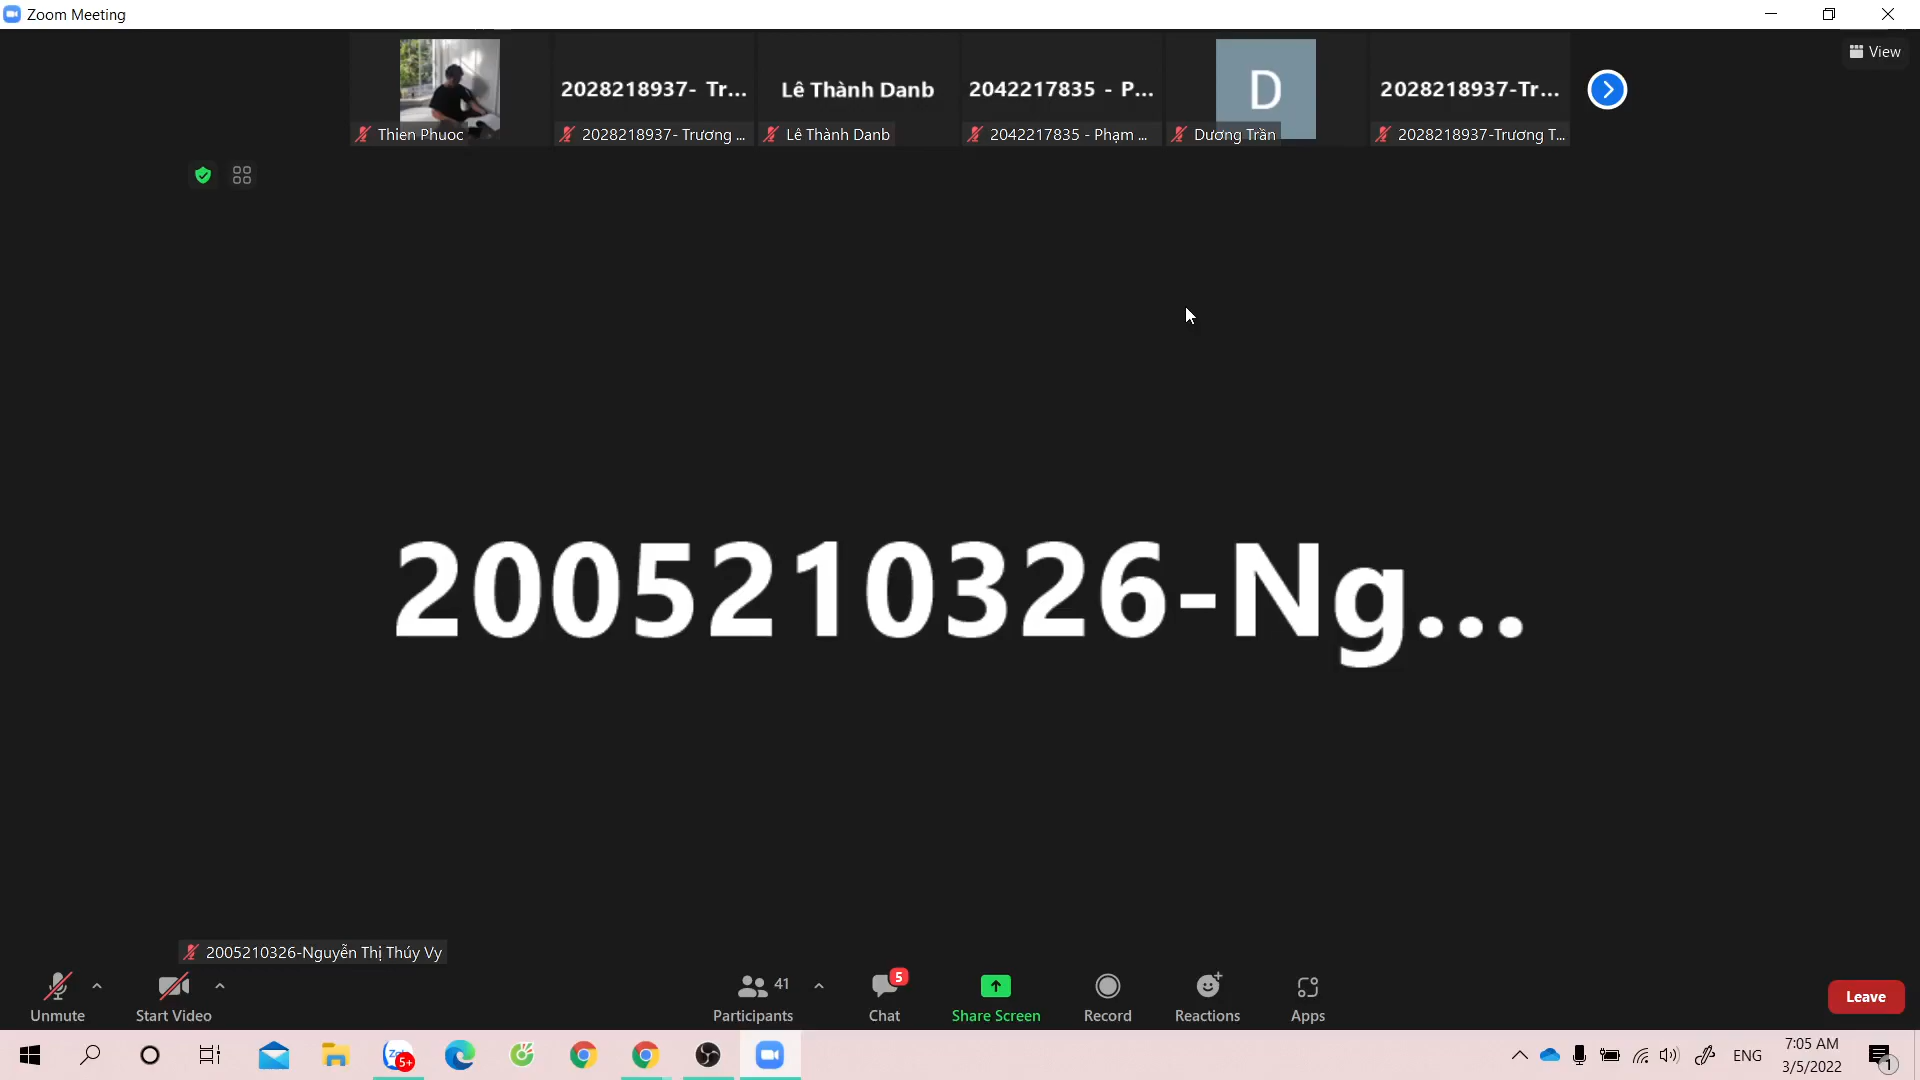 Zoom Meeting
View
2028218937- Tr...
Lê Thành Danb
2042217835 - P...
D
2028218937-Tr...
Thien Phuoc
2028218937- Trương ...
Lê Thành Danb
2042217835 - Phạm ...
Dương Trần
2028218937-Trương T...
2005210326-Ng...
2005210326-Nguyễn Thị Thúy Vy
41
5
Unmute
Start Video
Participants
Chat
Share Screen
Record
Reactions
Apps
Leave
5+
ENG
7:05 AM
3/5/2022
1